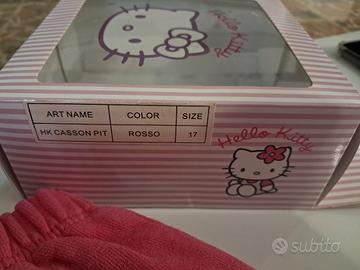 Hello Kitty
ART NAME COLOR SIZE
HK CASSON PIT ROSSO 17
Hello Kitty
subito